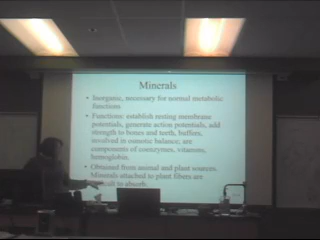 Minerals
• Inorganic, necessary for normal metabolic
functions
• Functions: establish resting membrane
potentials, generate action potentials, add
strength to bones and teeth, buffers,
involved in osmotic balance; are
components of coenzymes, vitamins,
hemoglobin.
• Obtained from animal and plant sources.
Minerals attached to plant fibers are
difficult to absorb.